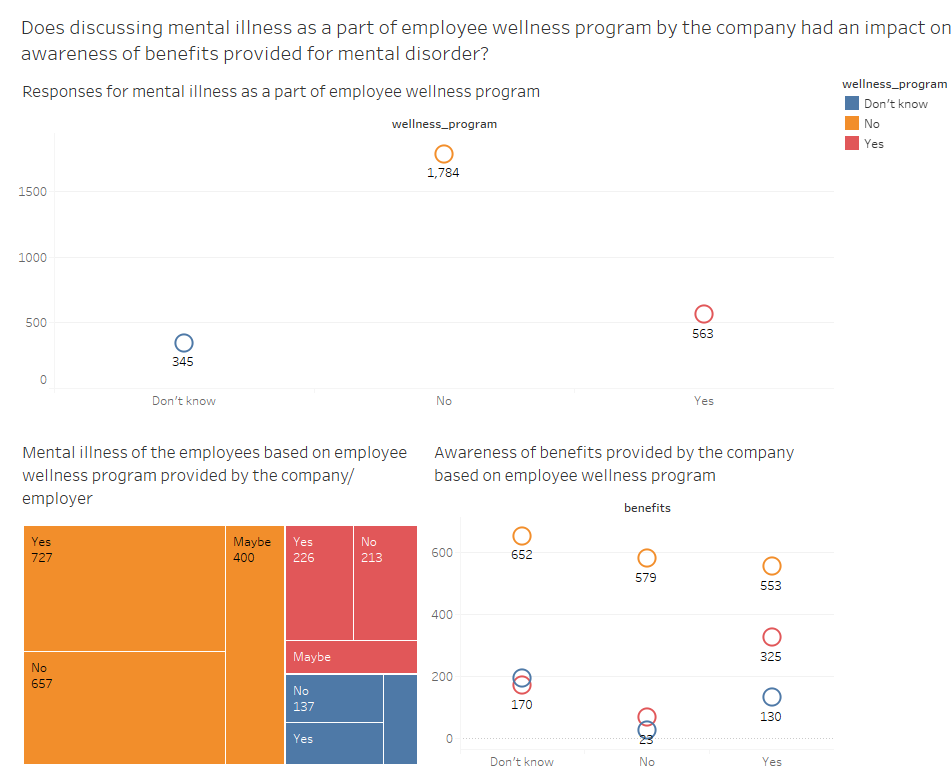 Does discussing mental illness as a part of employee wellness program by the company had an impact on
awareness of benefits provided for mental disorder?
Responses for mental illness as a part of employee wellness program
wellness_program
Don't know
No
Yes
wellness_program
1,784
1500
1000
500
563
345
0
Don't know
No
Yes
Mental illness of the employees based on employee
wellness program provided by the company/
employer
Yes
727
Maybe
400
Yes
226
No
213
No
657
Maybe
No
137
Yes
Awareness of benefits provided by the company
based on employee wellness program
benefits
600
652
579
553
400
325
200
170
130
0
23
Don't know
No
Yes